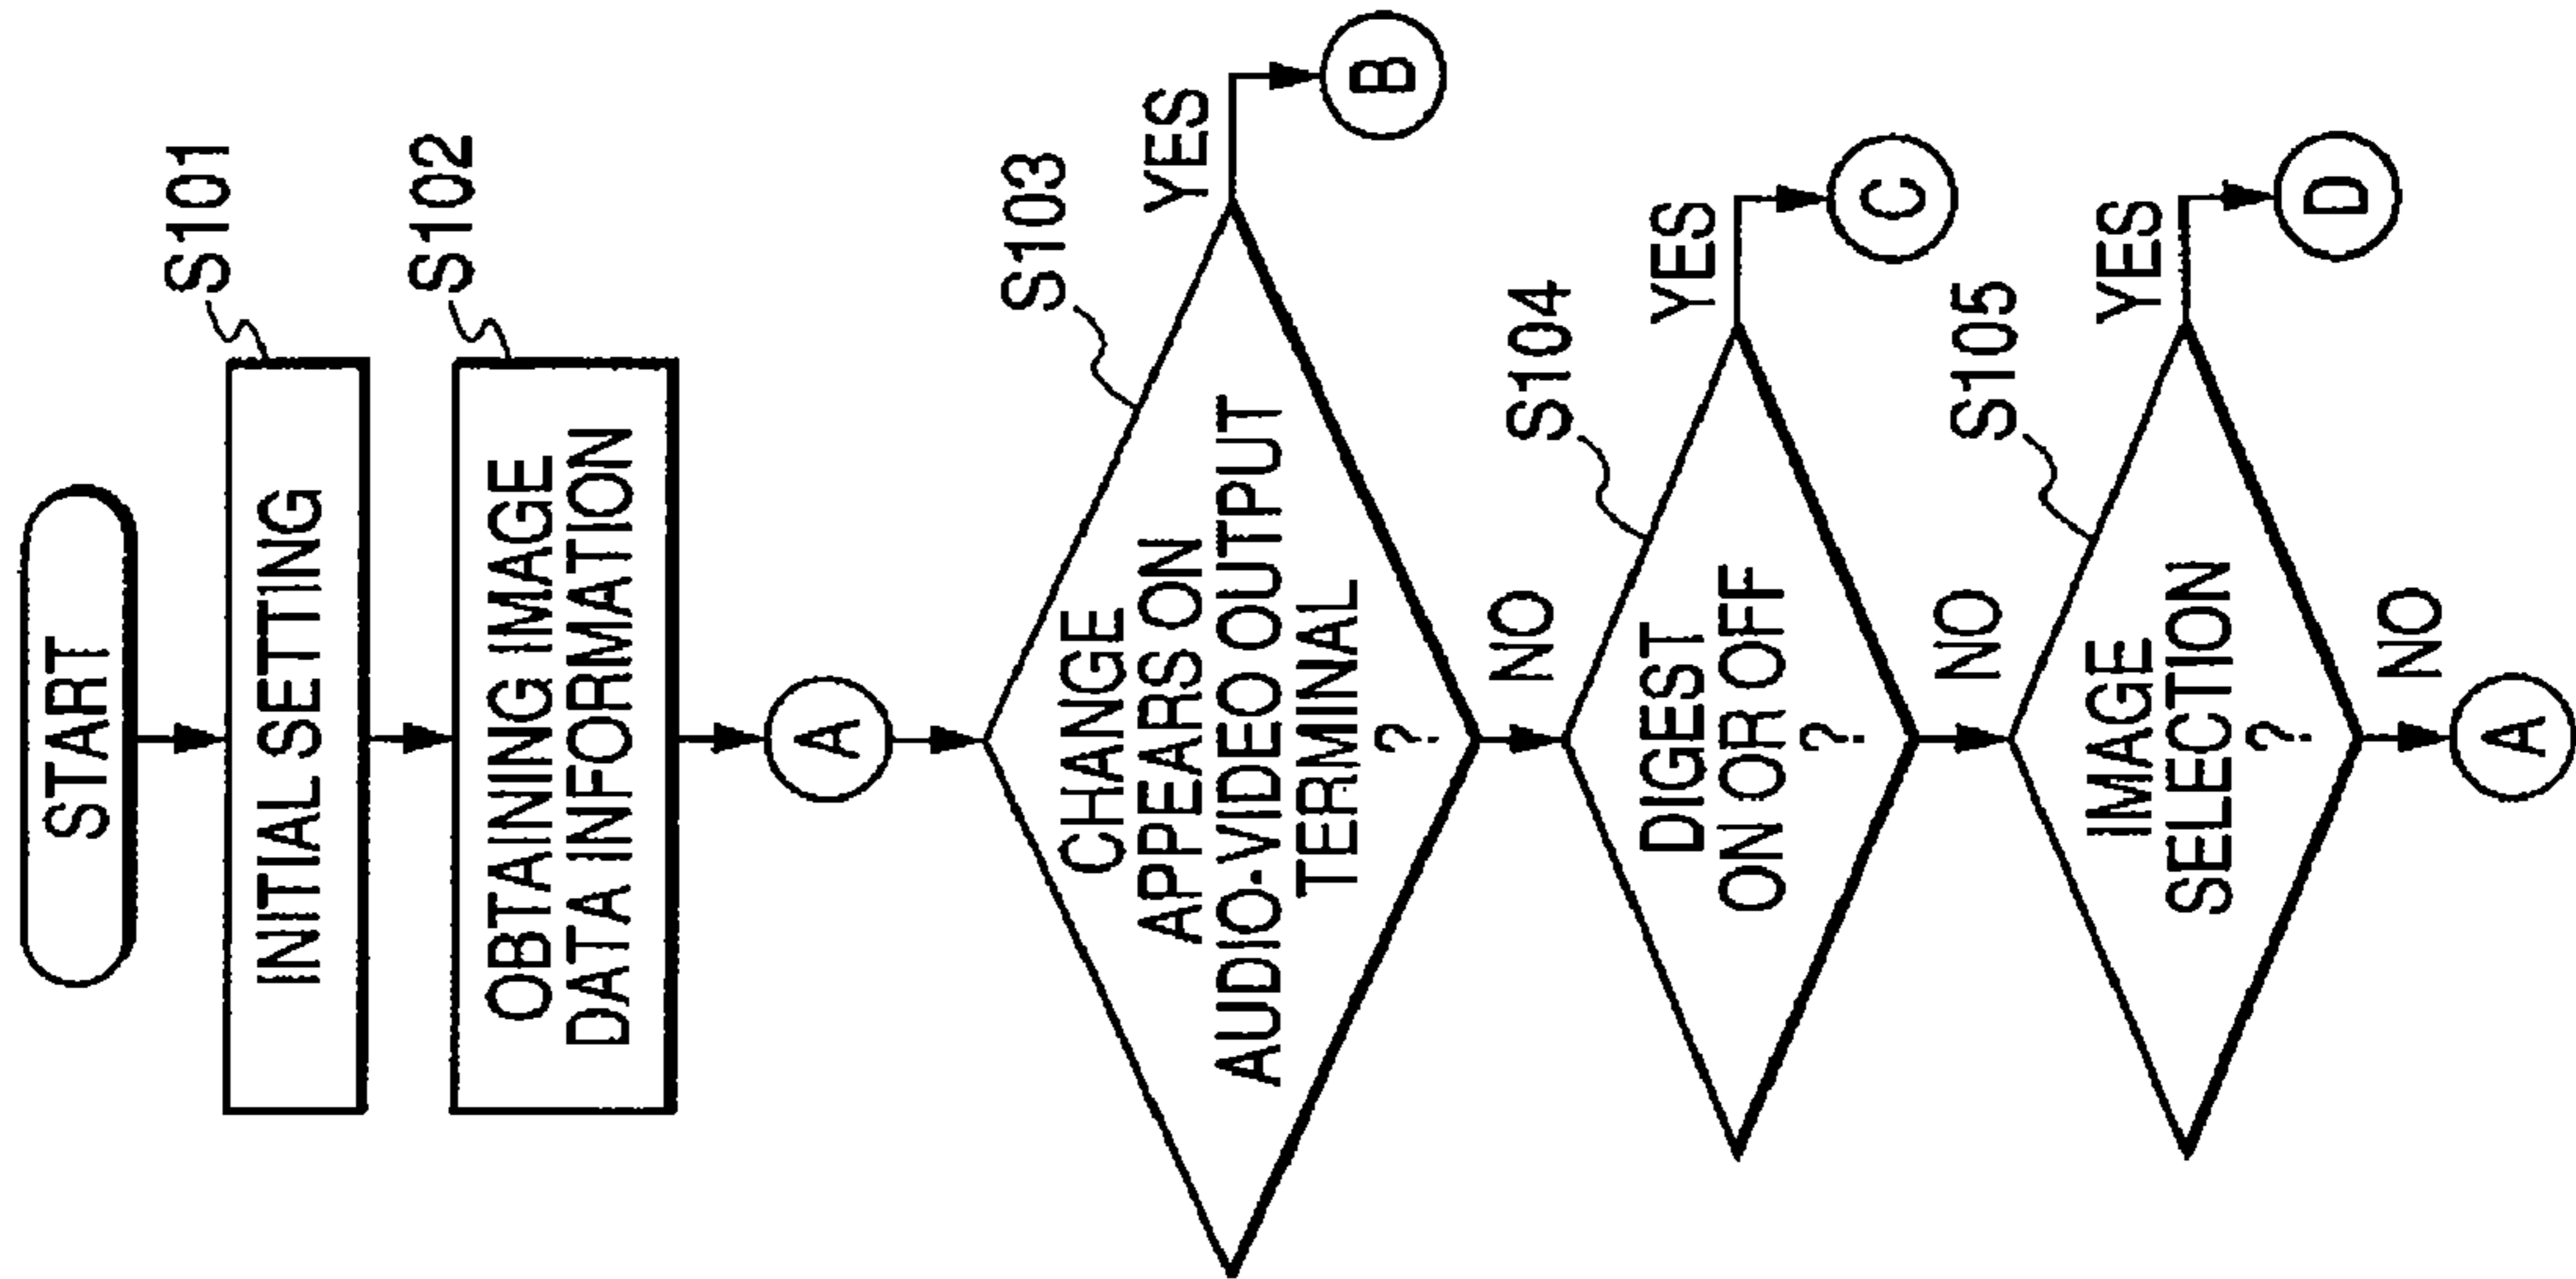 START
S101
INITIAL SETTING
S102
OBTAINING IMAGE
DATA INFORMATION
A
S103
CHANGE
APPEARS ON
AUDIO-VIDEO OUTPUT
TERMINAL
?
YES
B
NO
S104
DIGEST
ON OR OFF
?
YES
C
NO
S105
IMAGE
SELECTION
?
YES
D
NO
A